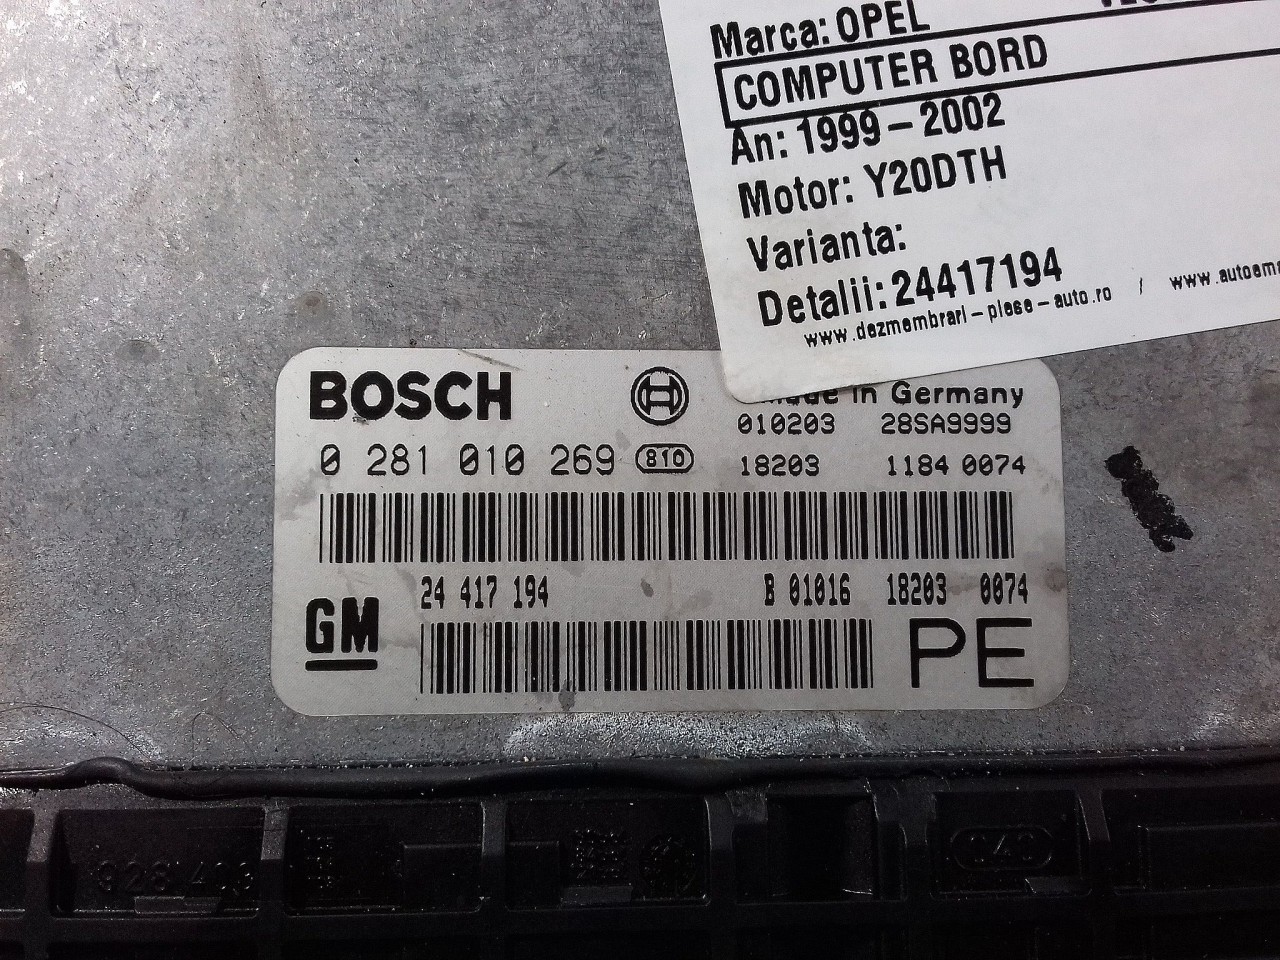 Marca: OPEL
COMPUTER BORD
An: 1999-2002
Motor: Y20DTH
Varianta:
Detalii: 24417194
www.dezmembrari-piese-auto.ro / www.autoema
BOSCH
in Germany
010203 28SA9999
0 281 010 269 810 18203 1184 0074
24 417 194 B 01016 18203 0074
GM
PE